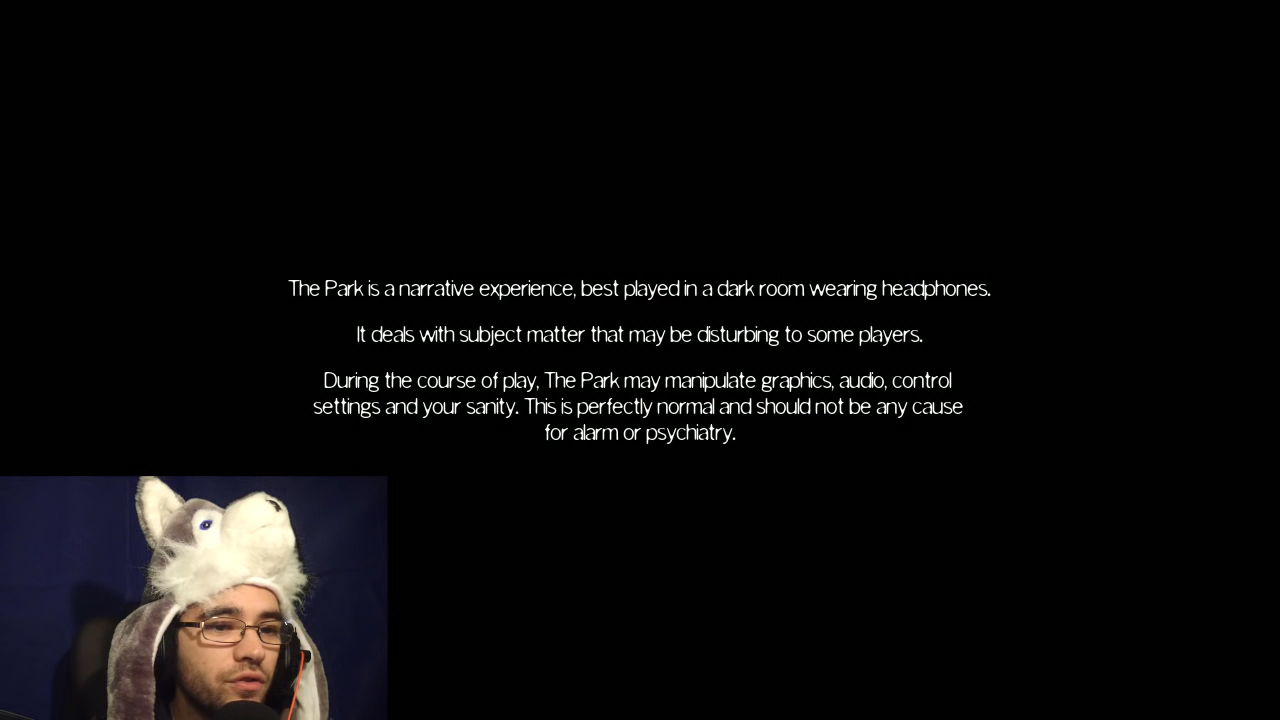 The Park is a narrative experience, best played in a dark room wearing headphones.
It deals with subject matter that may be disturbing to some players.
During the course of play, The Park may manipulate graphics, audio, control
settings and your sanity. This is perfectly normal and should not be any cause
for alarm or psychiatry.